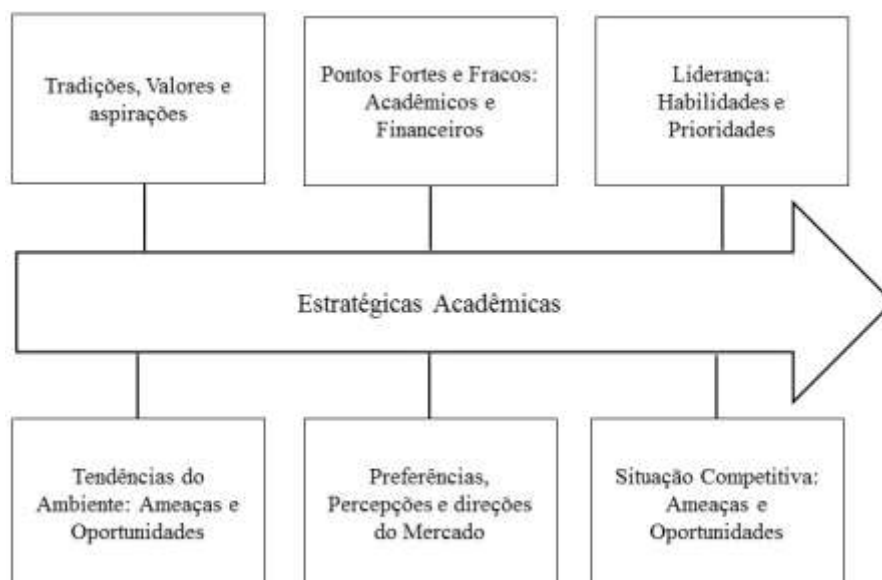 Tradições, Valores e
aspirações
Pontos Fortes e Fracos:
Acadêmicos e
Financeiros
Liderança:
Habilidades e
Prioridades
Estratégicas Acadêmicas
Tendências do
Ambiente: Ameaças e
Oportunidades
Preferências,
Percepções e direções
do Mercado
Situação Competitiva:
Ameaças e
Oportunidades